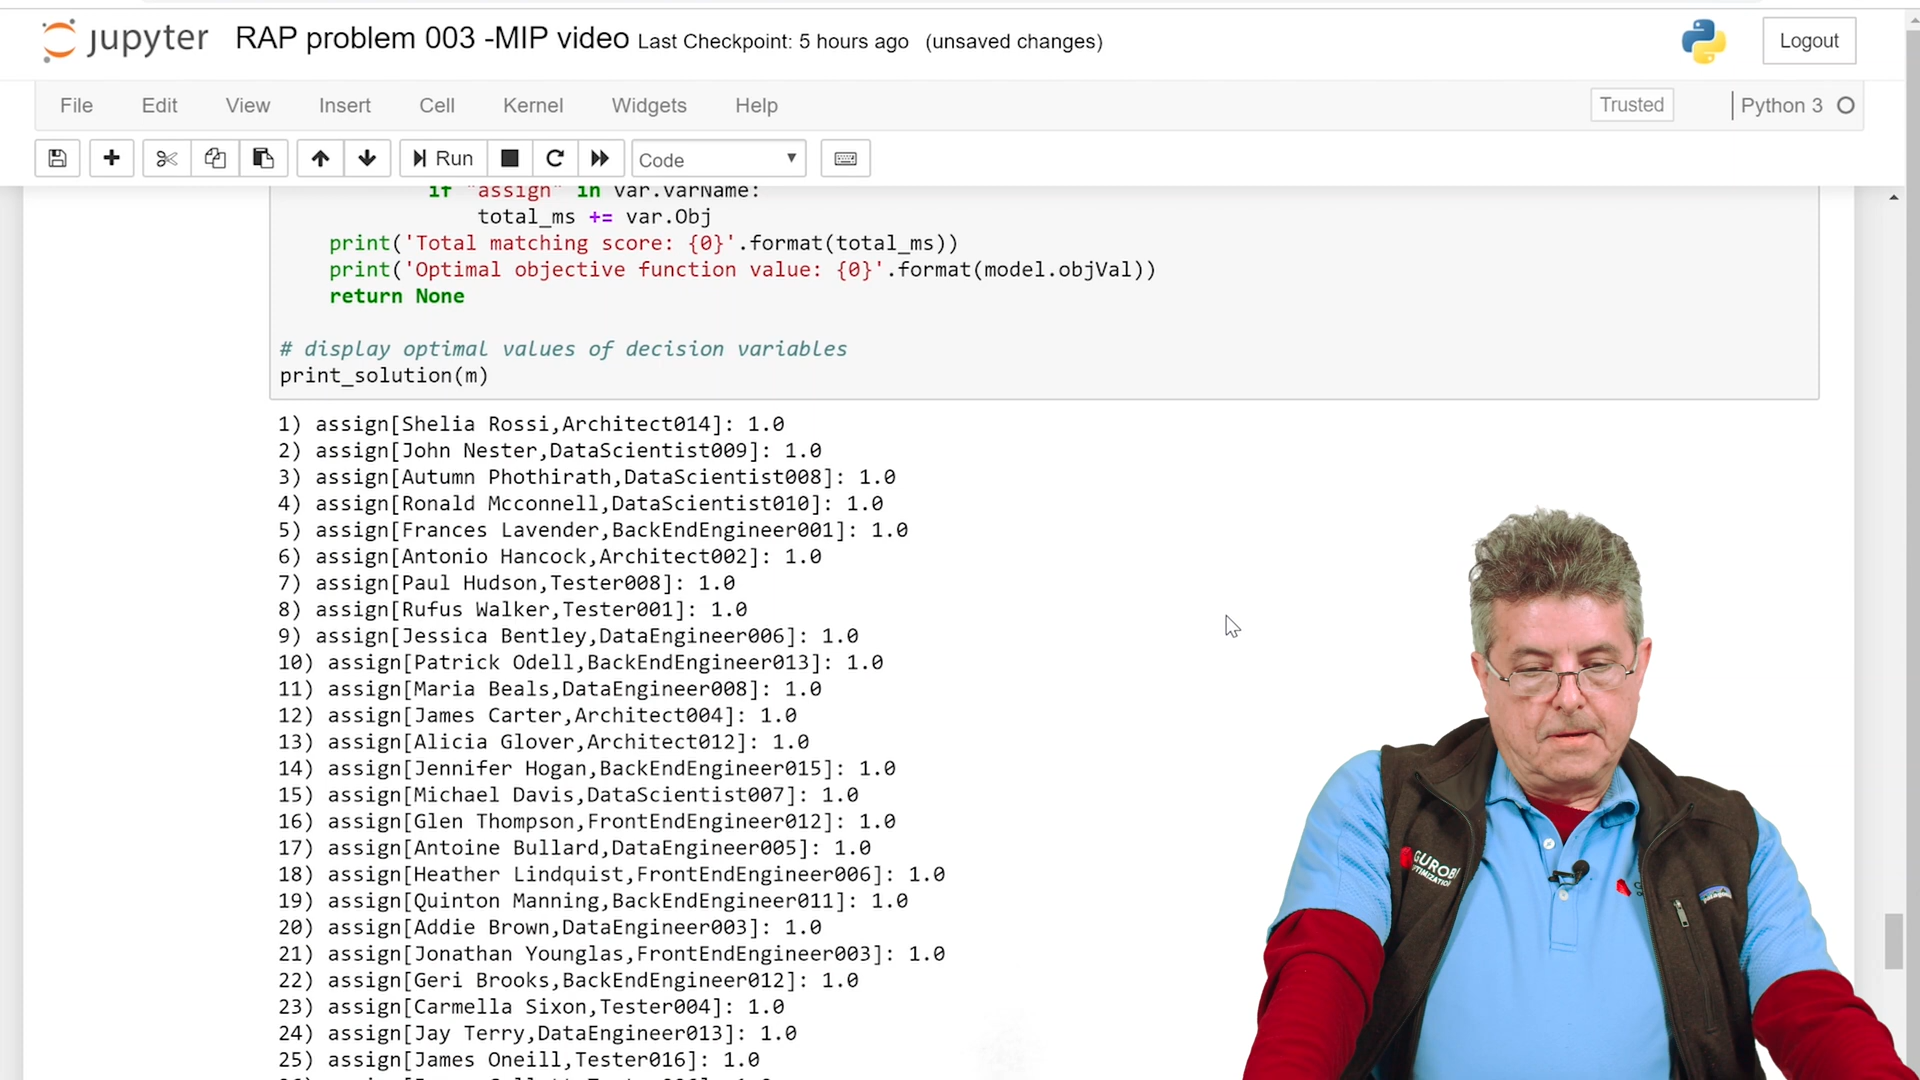 jupyter RAP problem 003 -MIP video Last Checkpoint: 5 hours ago (unsaved changes) Logout
File Edit View Insert Cell Kernel Widgets Help Trusted Python 3
Run Code
if "assign" in var.varName:
total_ms += var.Obj
print('Total matching score: {0}'.format(total_ms))
print('Optimal objective function value: {0}'.format(model.objVal))
return None
# display optimal values of decision variables
print_solution(m)
1) assign[Shelia Rossi,Architect014]: 1.0
2) assign[John Nester,DataScientist009]: 1.0
3) assign[Autumn Phothirath,DataScientist008]: 1.0
4) assign[Ronald Mcconnell,DataScientist010]: 1.0
5) assign[Frances Lavender,BackEndEngineer001]: 1.0
6) assign[Antonio Hancock,Architect002]: 1.0
7) assign[Paul Hudson,Tester008]: 1.0
8) assign[Rufus Walker,Tester001]: 1.0
9) assign[Jessica Bentley,DataEngineer006]: 1.0
10) assign[Patrick Odell,BackEndEngineer013]: 1.0
11) assign[Maria Beals,DataEngineer008]: 1.0
12) assign[James Carter,Architect004]: 1.0
13) assign[Alicia Glover,Architect012]: 1.0
14) assign[Jennifer Hogan,BackEndEngineer015]: 1.0
15) assign[Michael Davis,DataScientist007]: 1.0
16) assign[Glen Thompson,FrontEndEngineer012]: 1.0
17) assign[Antoine Bullard,DataEngineer005]: 1.0
18) assign[Heather Lindquist,FrontEndEngineer006]: 1.0
19) assign[Quinton Manning,BackEndEngineer011]: 1.0
20) assign[Addie Brown,DataEngineer003]: 1.0
21) assign[Jonathan Younglas,FrontEndEngineer003]: 1.0
22) assign[Geri Brooks,BackEndEngineer012]: 1.0
23) assign[Carmella Sixon,Tester004]: 1.0
24) assign[Jay Terry,DataEngineer013]: 1.0
25) assign[James Oneill,Tester016]: 1.0
GUROBI
OPTIMIZATION
patagonia